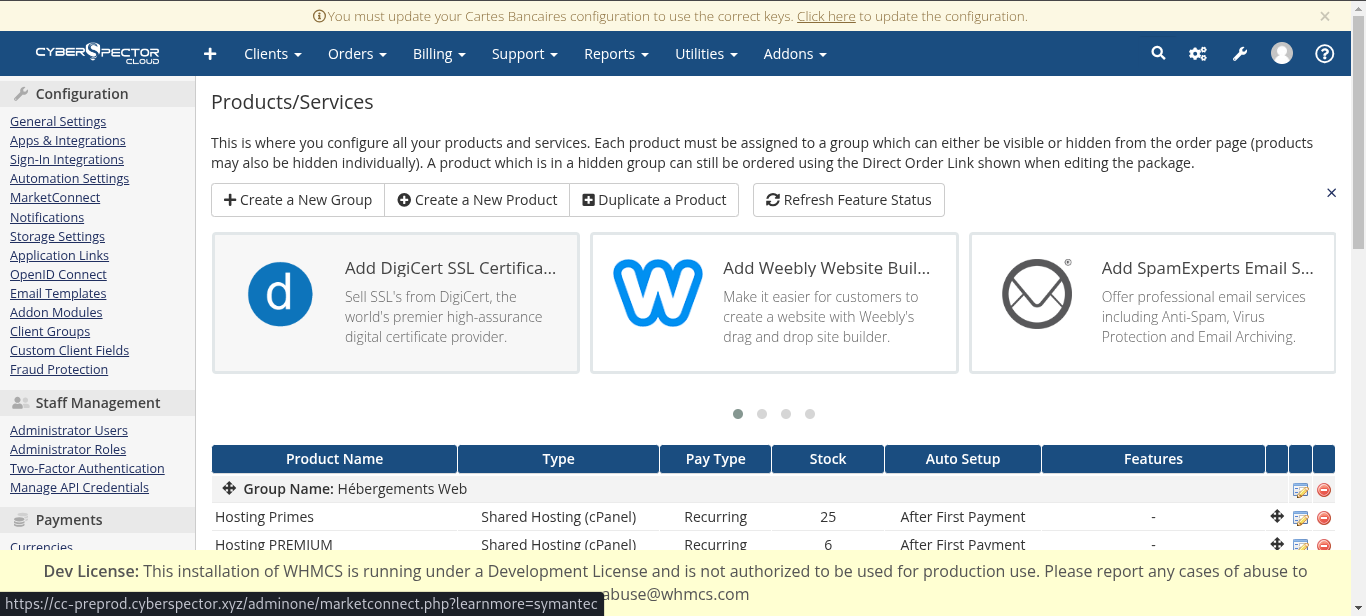 You must update your Cartes Bancaires configuration to use the correct keys. Click here to update the configuration. ×
CYBERSPECTOR CLOUD
Clients Orders Billing Support Reports Utilities Addons
Configuration
General Settings
Apps & Integrations
Sign-In Integrations
Automation Settings
MarketConnect
Notifications
Storage Settings
Application Links
OpenID Connect
Email Templates
Addon Modules
Client Groups
Custom Client Fields
Fraud Protection
Staff Management
Administrator Users
Administrator Roles
Two-Factor Authentication
Manage API Credentials
Payments
Currencies
Products/Services
This is where you configure all your products and services. Each product must be assigned to a group which can either be visible or hidden from the order page (products
may also be hidden individually). A product which is in a hidden group can still be ordered using the Direct Order Link shown when editing the package.
Create a New Group Create a New Product Duplicate a Product Refresh Feature Status
d
Add DigiCert SSL Certifica...
Sell SSL's from DigiCert, the
world's premier high-assurance
digital certificate provider.
W
Add Weebly Website Buil...
Make it easier for customers to
create a website with Weebly's
drag and drop site builder.
®
Add SpamExperts Email S...
Offer professional email services
including Anti-Spam, Virus
Protection and Email Archiving.
Product Name Type Pay Type Stock Auto Setup Features
Group Name: Hébergements Web
Hosting Primes Shared Hosting (cPanel) Recurring 25 After First Payment -
Hosting PREMIUM Shared Hosting (cPanel) Recurring 6 After First Payment -
Dev License: This installation of WHMCS is running under a Development License and is not authorized to be used for production use. Please report any cases of abuse to
abuse@whmcs.com
https://cc-preprod.cyberspector.xyz/adminone/marketconnect.php?learnmore=symantec